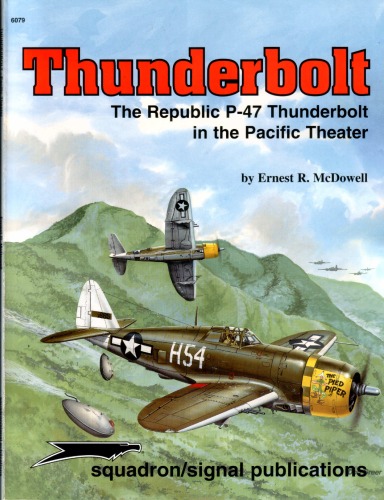 6079
Thunderbolt
The Republic P-47 Thunderbolt
in the Pacific Theater
by Ernest R. McDowell
H54
THE
PIED
PIPER
squadron/signal publications